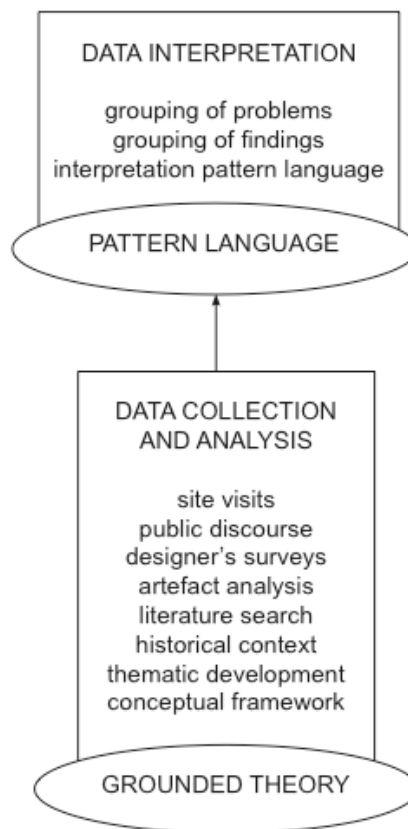 DATA INTERPRETATION
grouping of problems
grouping of findings
interpretation pattern language
PATTERN LANGUAGE
DATA COLLECTION
AND ANALYSIS
site visits
public discourse
designer's surveys
artefact analysis
literature search
historical context
thematic development
conceptual framework
GROUNDED THEORY